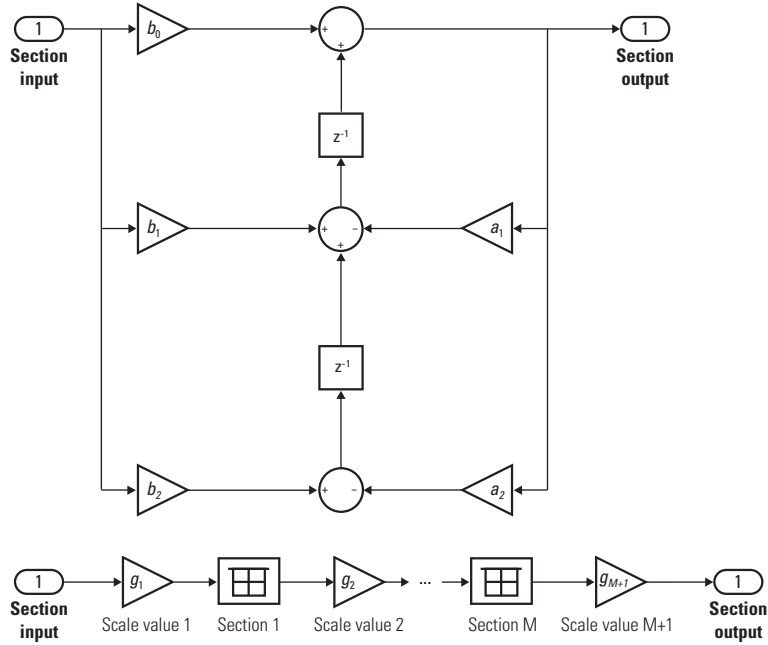 1
b0
+
+
1
Section
input
Section
output
z-1
b1
+
−
+
a1
z-1
b2
+
−
a2
1
g1
g2
...
gM+1
1
Section
input
Scale value 1
Section 1
Scale value 2
Section M
Scale value M+1
Section
output